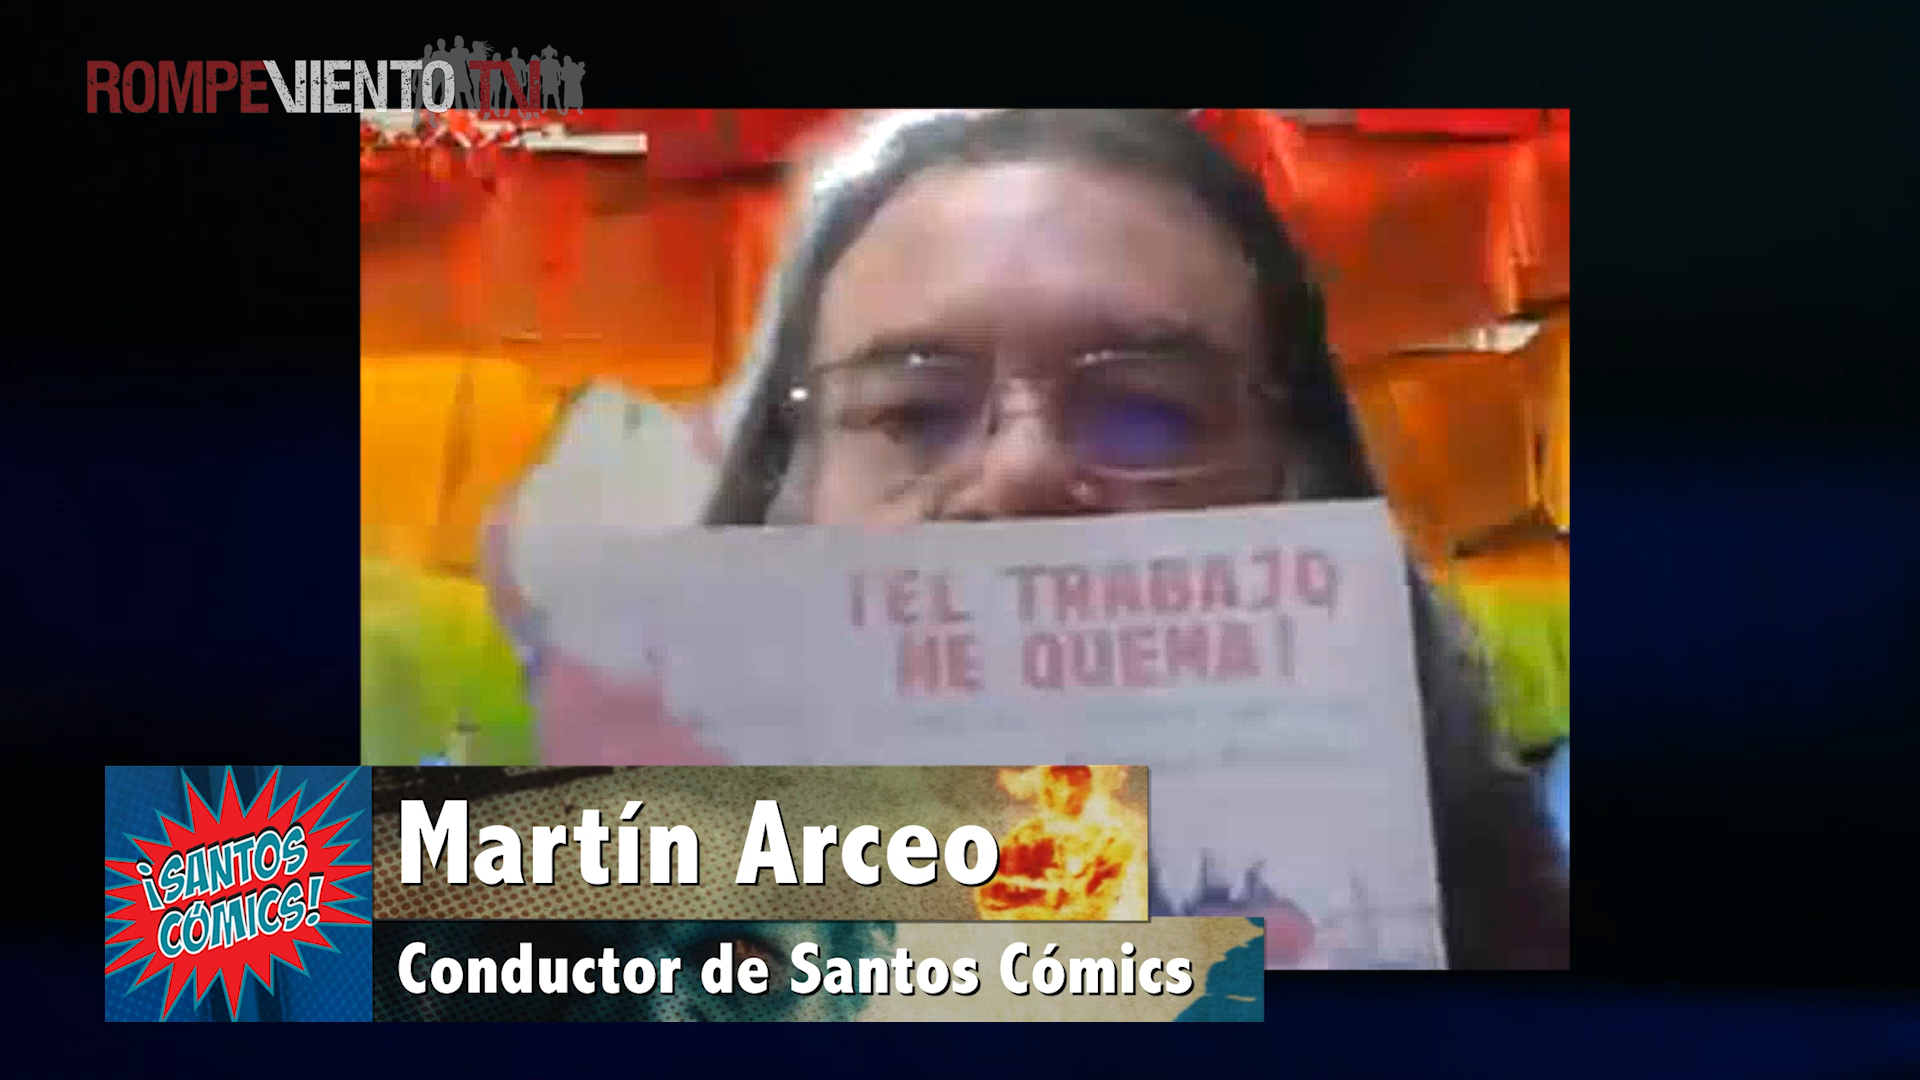 ROMPEVIENTO TV
¡EL TRABAJO
ME QUEMA!
¡SANTOS
CÓMICS!
Martín Arceo
Conductor de Santos Cómics